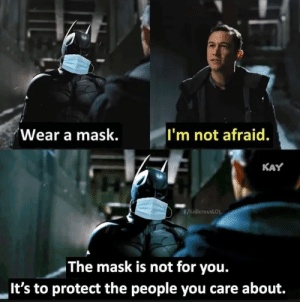 Wear a mask.
I'm not afraid.
KAY
The mask is not for you.
It's to protect the people you care about.